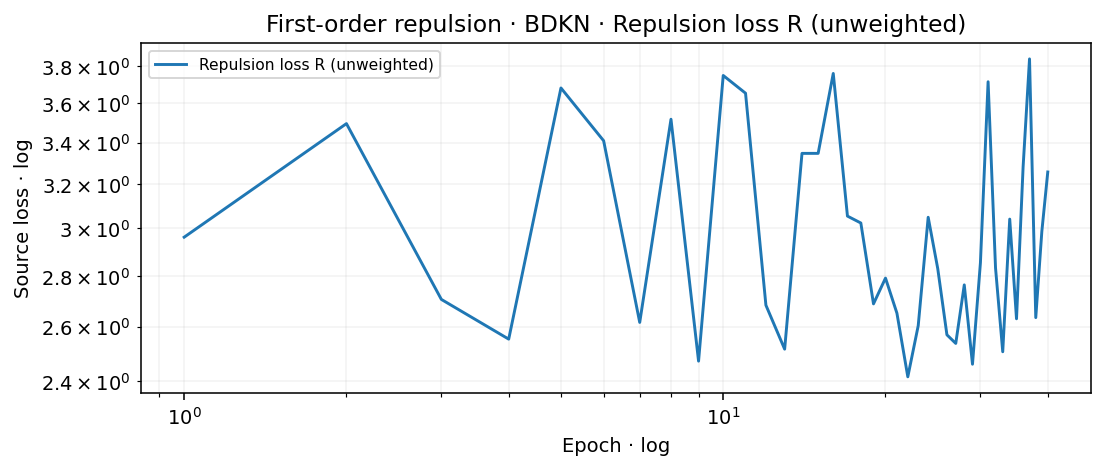 First-order repulsion · BDKN · Repulsion loss R (unweighted)
Repulsion loss R (unweighted)
Source loss · log
3.8 × 10⁰
3.6 × 10⁰
3.4 × 10⁰
3.2 × 10⁰
3 × 10⁰
2.8 × 10⁰
2.6 × 10⁰
2.4 × 10⁰
10⁰
10¹
Epoch · log